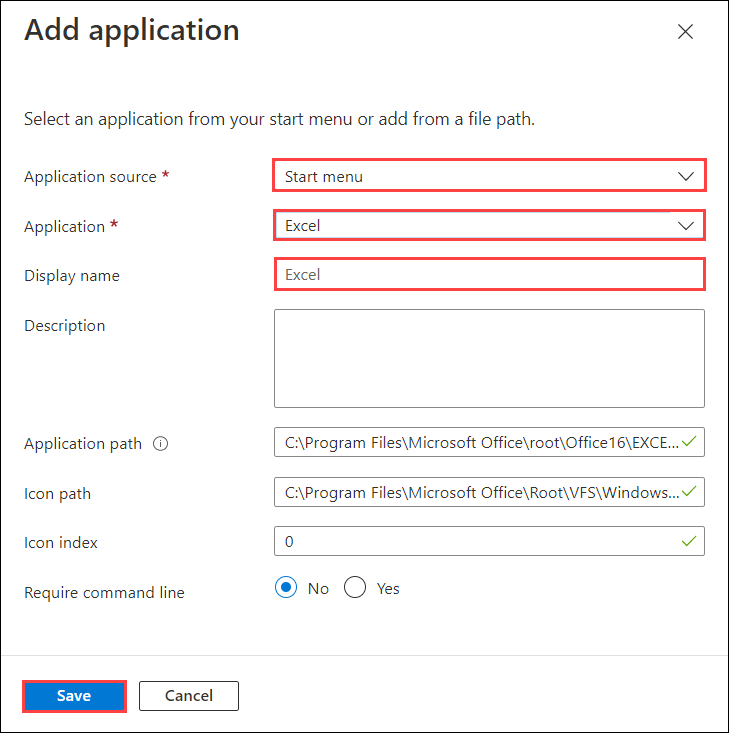 Add application
Select an application from your start menu or add from a file path.
Application source *
Start menu
Application *
Excel
Display name
Excel
Description
Application path
C:\Program Files\Microsoft Office\root\Office16\EXCE...
Icon path
C:\Program Files\Microsoft Office\Root\VFS\Windows...
Icon index
0
Require command line
No
Yes
Save
Cancel